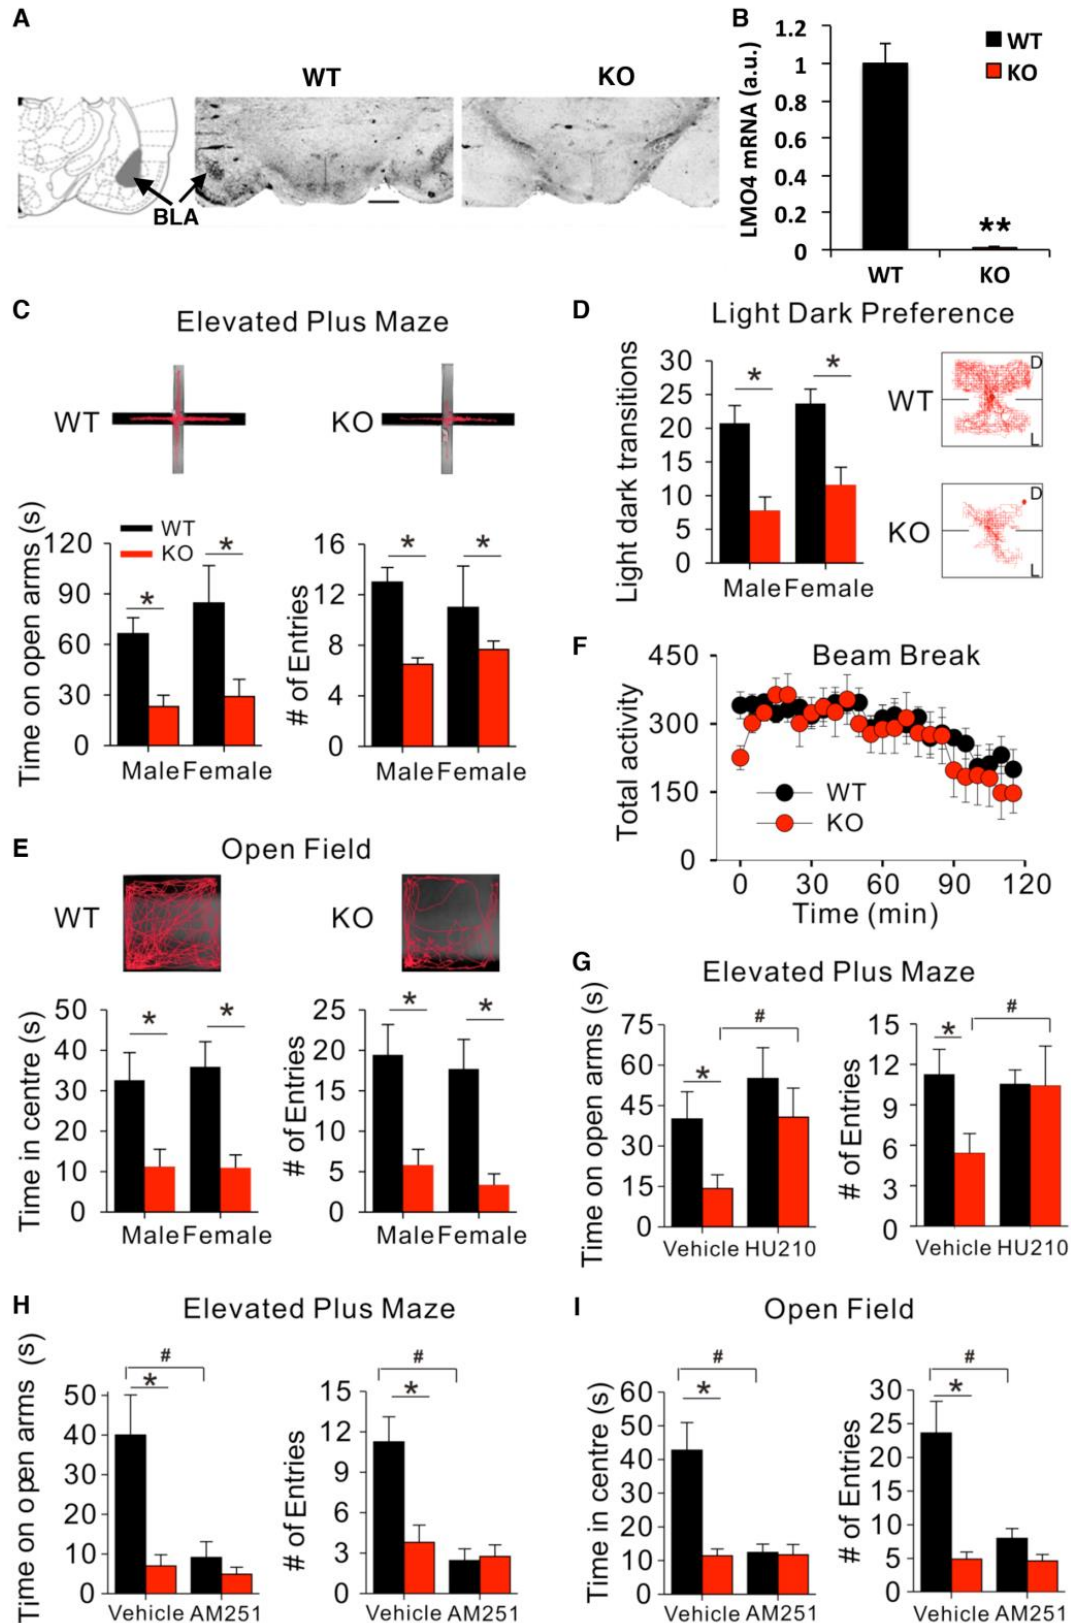 A
WT
KO
BLA
B
LMO4 mRNA (a.u.)
1.2
1
0.8
0.6
0.4
0.2
0
WT
KO
**
WT
KO
C
Elevated Plus Maze
WT
KO
Time on open arms (s)
120
90
60
30
0
WT
KO
*
*
Male Female
# of Entries
16
12
8
4
0
*
*
Male Female
D
Light Dark Preference
Light dark transitions
30
25
20
15
10
5
0
*
*
Male Female
WT
D
L
KO
D
L
E
Open Field
WT
KO
Time in centre (s)
50
40
30
20
10
0
*
*
Male Female
# of Entries
25
20
15
10
5
0
*
*
Male Female
F
Beam Break
Total activity
450
300
150
0
WT
KO
0 30 60 90 120
Time (min)
G
Elevated Plus Maze
Time on open arms (s)
75
60
45
30
15
0
*
#
Vehicle HU210
# of Entries
15
12
9
6
3
0
*
#
Vehicle HU210
H
Elevated Plus Maze
Time on open arms (s)
50
40
30
20
10
0
#
*
Vehicle AM251
# of Entries
15
12
9
6
3
0
#
*
Vehicle AM251
I
Open Field
Time in centre (s)
60
50
40
30
20
10
0
#
*
Vehicle AM251
# of Entries
30
25
20
15
10
5
0
#
*
Vehicle AM251